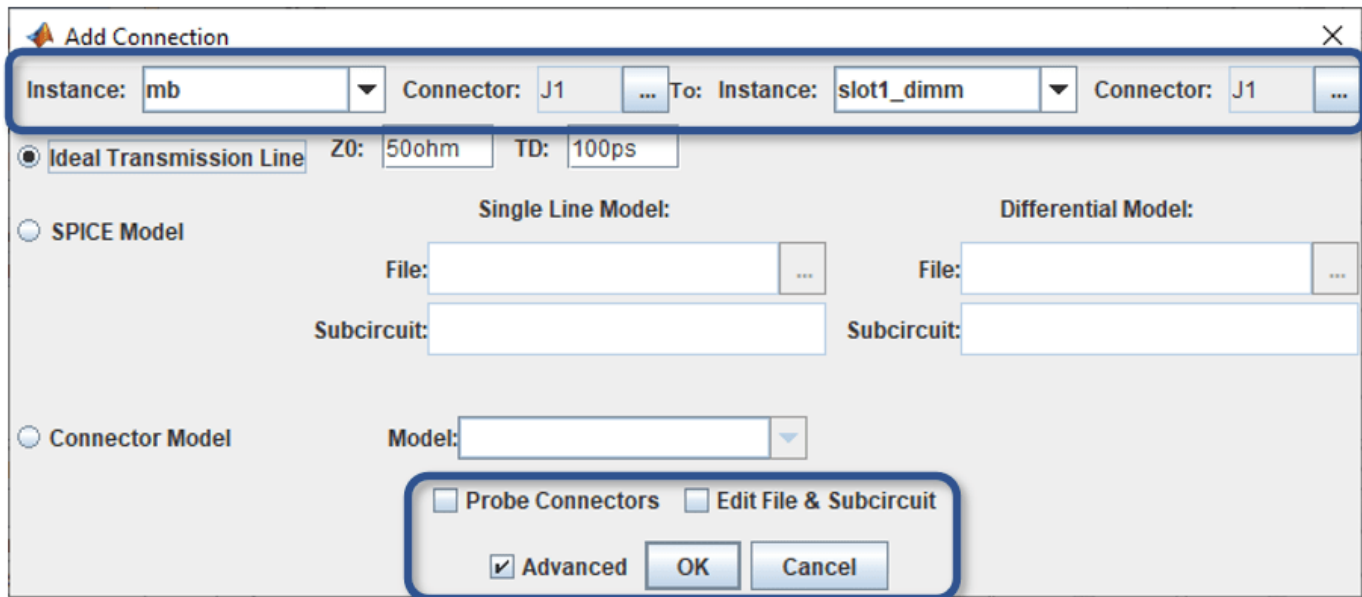 Add Connection
Instance: mb Connector: J1 ... To: Instance: slot1_dimm Connector: J1 ...
Ideal Transmission Line Z0: 50ohm TD: 100ps
Single Line Model: Differential Model:
SPICE Model
File: ... File: ...
Subcircuit: Subcircuit:
Connector Model Model:
Probe Connectors Edit File & Subcircuit
Advanced OK Cancel